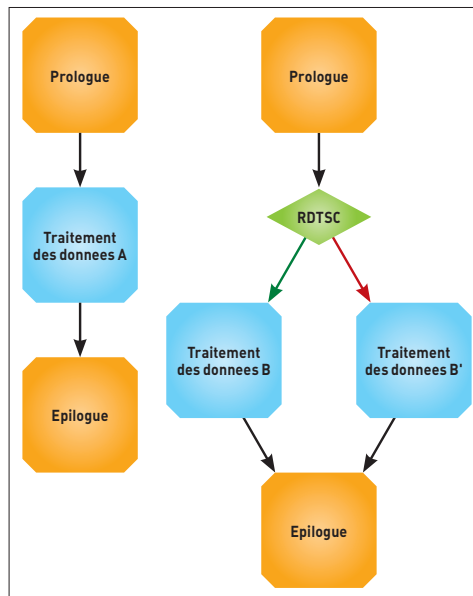 Prologue
Traitement
des donnees A
Epilogue
Prologue
RDTSC
Traitement
des donnees B
Traitement
des donnees B'
Epilogue